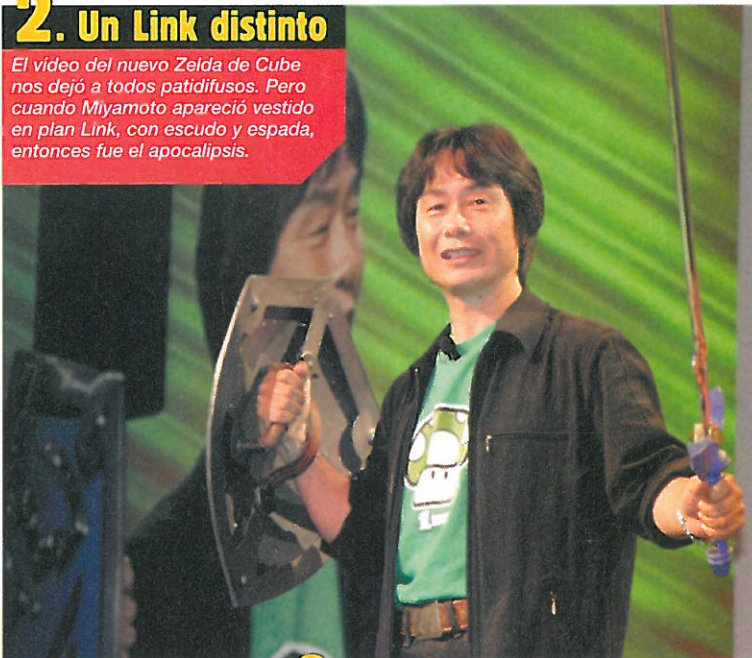 2. Un Link distinto
El vídeo del nuevo Zelda de Cube
nos dejó a todos patidifusos. Pero
cuando Miyamoto apareció vestido
en plan Link, con escudo y espada,
entonces fue el apocalipsis.